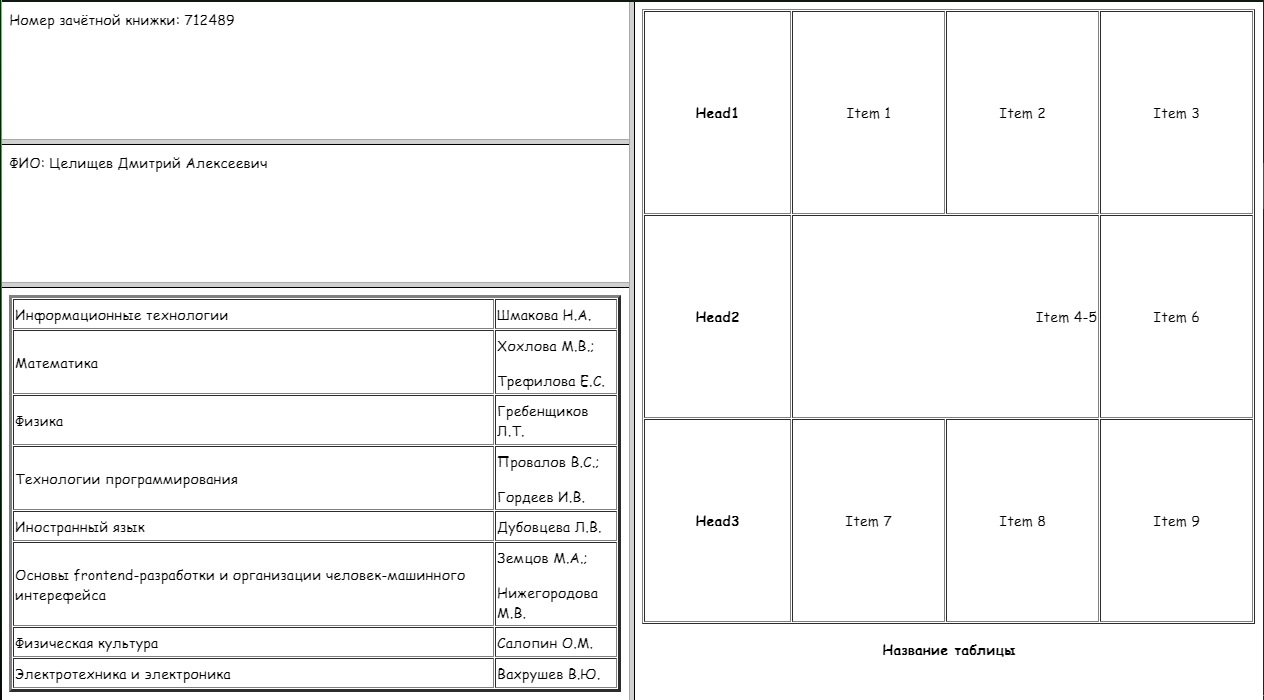 Номер зачётной книжки: 712489
ФИО: Целищев Дмитрий Алексеевич
Информационные технологии Шмакова Н.А.
Математика Хохлова М.В.;
Трефилова Е.С.
Физика Гребенщиков
Л.Т.
Технологии программирования Провалов В.С.;
Гордеев И.В.
Иностранный язык Дубовцева Л.В.
Основы frontend-разработки и организации человек-машинного
интерефейса
Земцов М.А.;
Нижегородова
М.В.
Физическая культура Салопин О.М.
Электротехника и электроника Вахрушев В.Ю.
Head1 Item 1 Item 2 Item 3
Head2 Item 4-5 Item 6
Head3 Item 7 Item 8 Item 9
Название таблицы